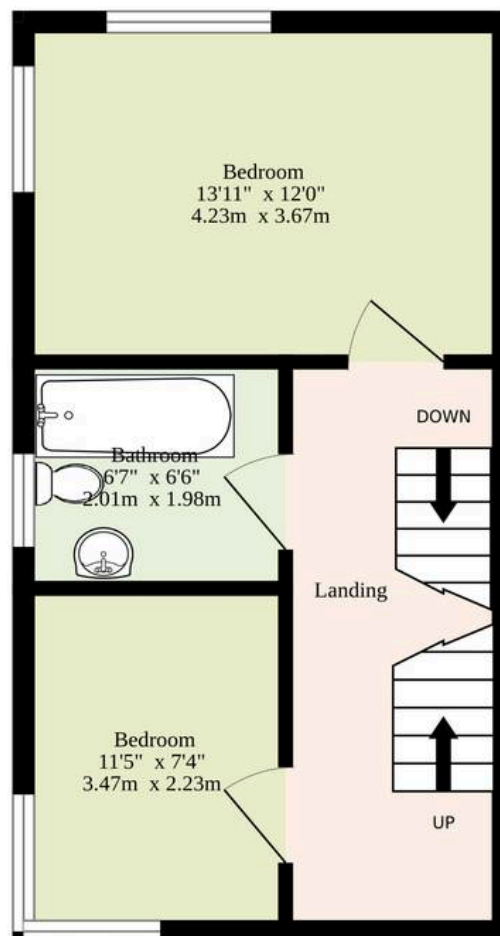 Bedroom
13'11" x 12'0"
4.23m x 3.67m
DOWN
Bathroom
6'7" x 6'6"
2.01m x 1.98m
Landing
Bedroom
11'5" x 7'4"
3.47m x 2.23m
UP